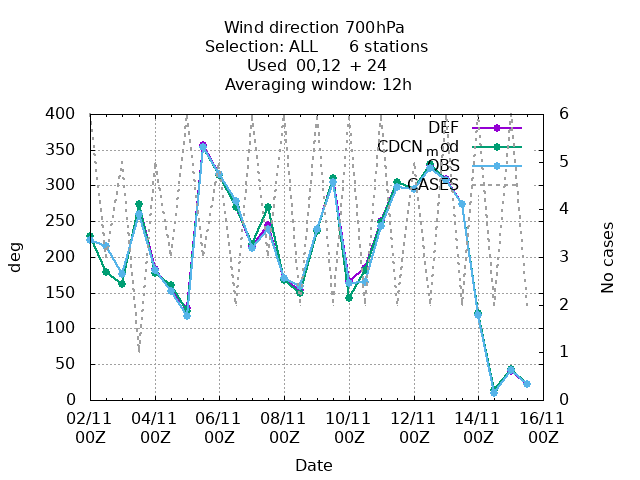 Wind direction 700hPa
Selection: ALL      6 stations
Used  00,12  + 24
Averaging window: 12h
400 6
DEF
350 CDCN_mod 5
OBS
300 CASES
250 4
200 3
150 2
100
50 1
0 0
deg
No cases
02/11 04/11 06/11 08/11 10/11 12/11 14/11 16/11
00Z 00Z 00Z 00Z 00Z 00Z 00Z 00Z
Date